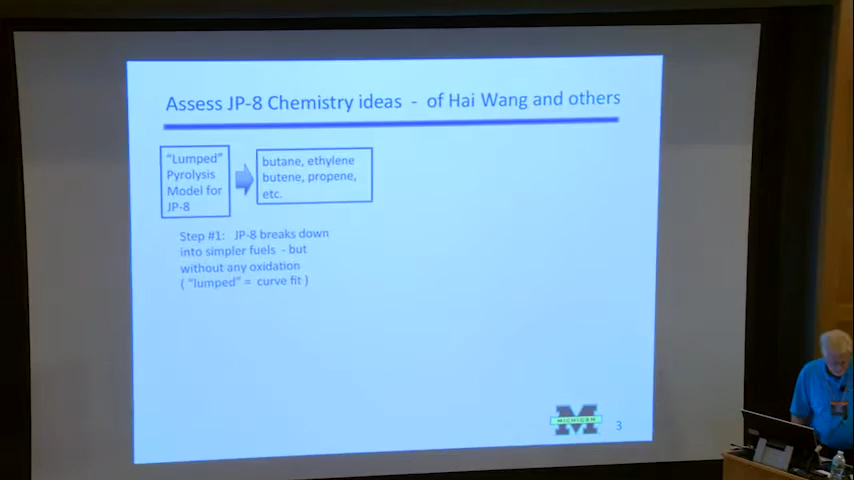 Assess JP-8 Chemistry ideas - of Hai Wang and others
"Lumped"
Pyrolysis
Model for
JP-8
butane, ethylene
butene, propene,
etc.
Step #1: JP-8 breaks down
into simpler fuels - but
without any oxidation
( "lumped" = curve fit )
M
MICHIGAN
3